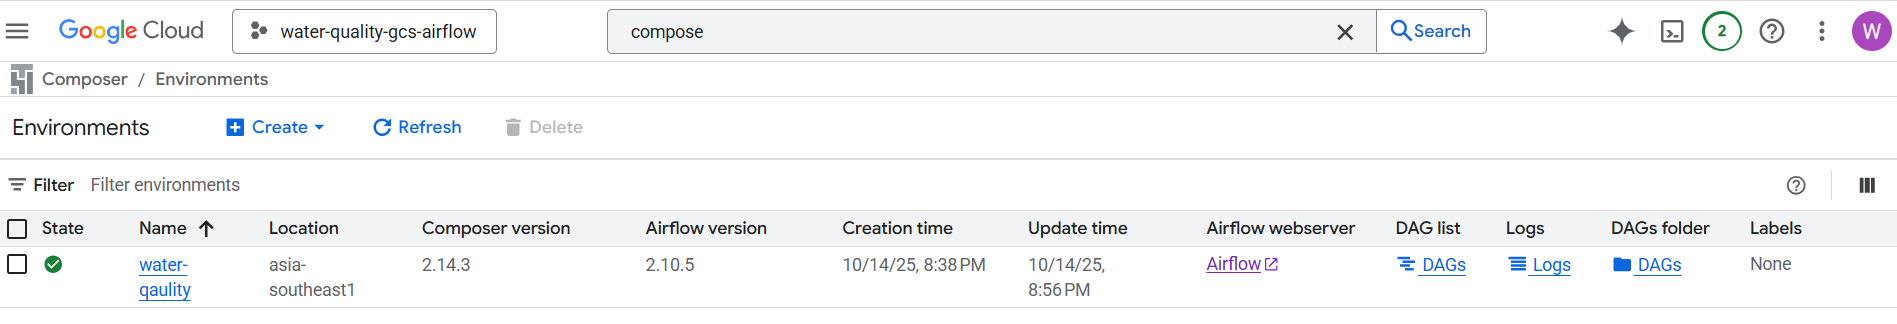 Google Cloud water-quality-gcs-airflow compose Search 2 W
Composer / Environments
Environments Create Refresh Delete
Filter Filter environments
State Name Location Composer version Airflow version Creation time Update time Airflow webserver DAG list Logs DAGs folder Labels
water- asia- 2.14.3 2.10.5 10/14/25, 8:38 PM 10/14/25, Airflow DAGs Logs DAGs None
qaulity southeast1 8:56 PM